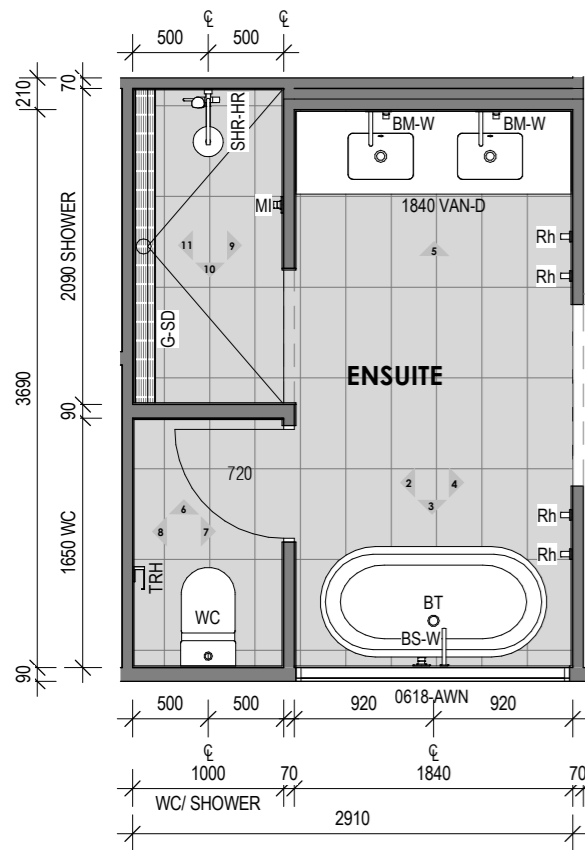 ℄ ℄
500 500
70
210
2090 SHOWER
3690
90
1650 WC
90
SHR-HR
BM-W BM-W
MI
1840 VAN-D
Rh
Rh
11 9
10
5
G-SD
ENSUITE
720
2 4
3
6
8 7
Rh
Rh
TRH
WC
BT
BS-W
0618-AWN
500 500 920 920
℄ ℄
1000 70 1840 70
WC/ SHOWER
2910